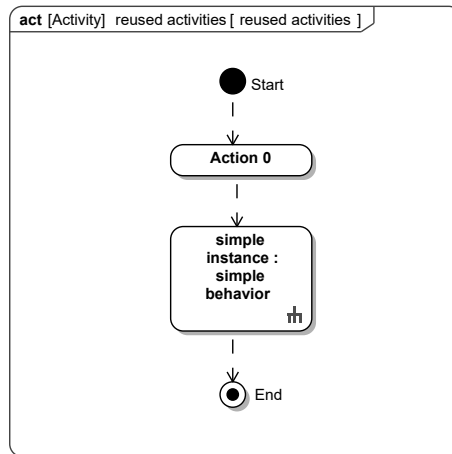 act [Activity] reused activities [ reused activities ]
Start
Action 0
simple
instance :
simple
behavior
End